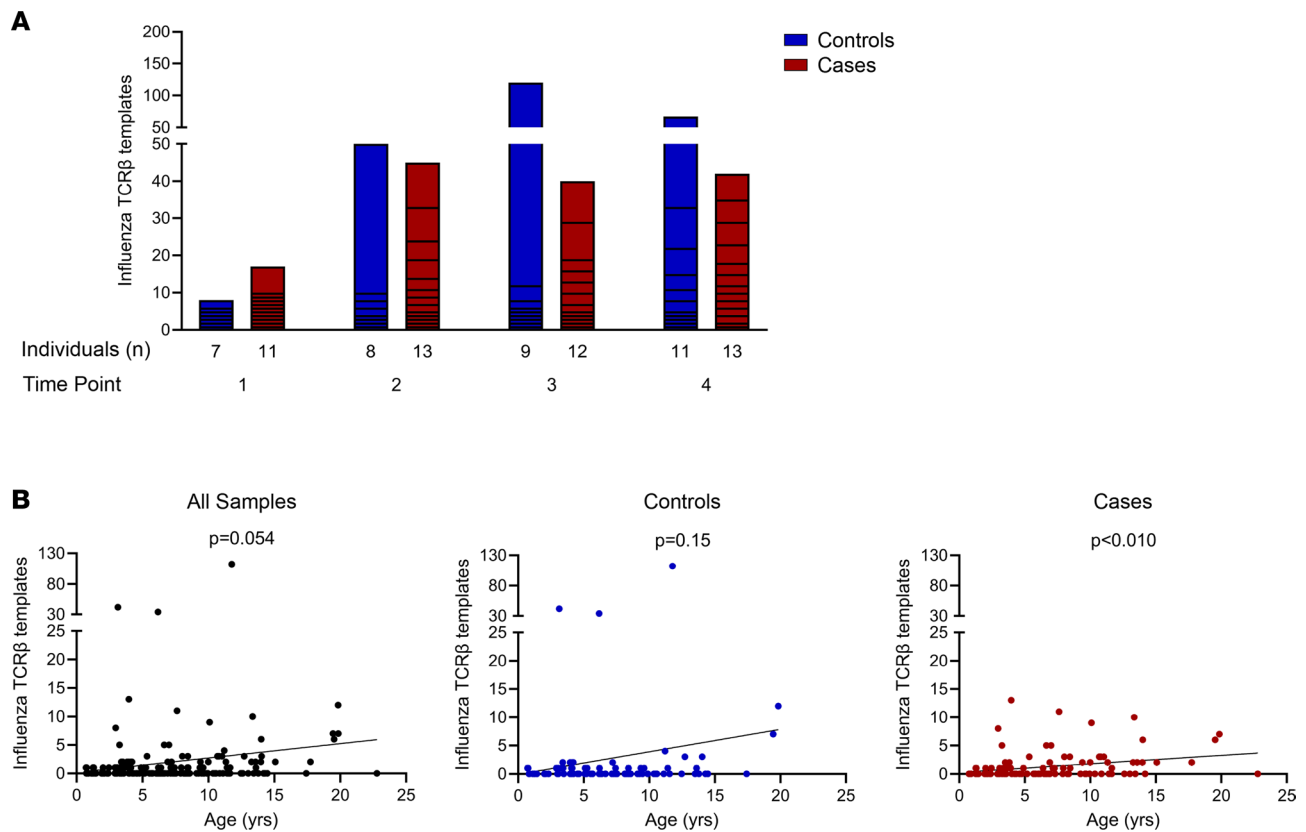 A
Influenza TCRβ templates
200
150
100
50
50
40
30
20
10
0
Controls
Cases
Individuals (n) 7 11 8 13 9 12 11 13
Time Point 1 2 3 4
B
All Samples
p=0.054
Influenza TCRβ templates
130
80
30
25
20
15
10
5
0
0 5 10 15 20 25
Age (yrs)
Controls
p=0.15
Influenza TCRβ templates
130
80
30
25
20
15
10
5
0
0 5 10 15 20 25
Age (yrs)
Cases
p<0.010
Influenza TCRβ templates
130
80
30
25
20
15
10
5
0
0 5 10 15 20 25
Age (yrs)